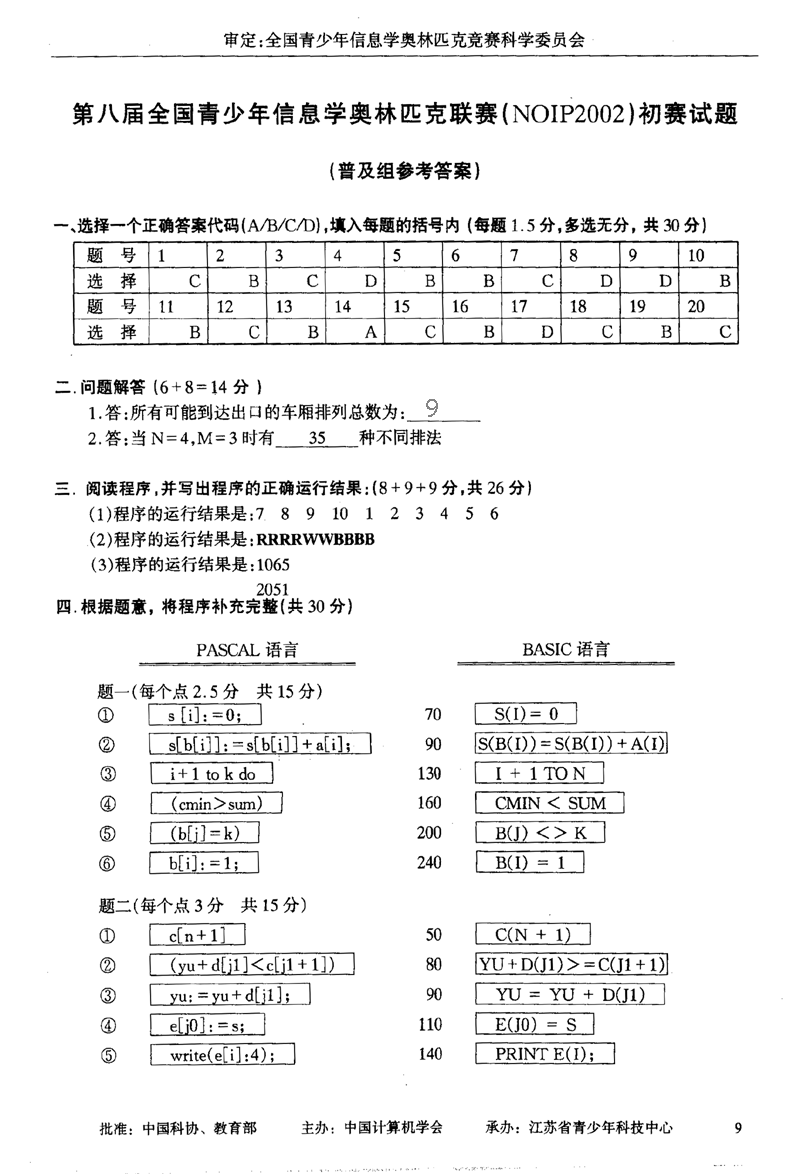 审定:全国青少年信息学奥林匹克竞赛科学委员会
第八届全国青少年信息学奥林匹克联赛(NOIP2002)初赛试题
(普及组参考答案)
一、选择一个正确答案代码(A/B/C/D),填入每题的括号内 (每题 1.5 分,多选无分, 共 30 分)
题 号 1 2 3 4 5 6 7 8 9 10
选 择 C B C D B B C D D B
题 号 11 12 13 14 15 16 17 18 19 20
选 择 B C B A C B D C B C
二.问题解答 (6+8=14 分 )
1.答:所有可能到达出口的车厢排列总数为: 9
2.答:当 N=4,M=3 时有 35 种不同排法
三. 阅读程序,并写出程序的正确运行结果:(8+9+9 分,共 26 分)
(1)程序的运行结果是:7 8 9 10 1 2 3 4 5 6
(2)程序的运行结果是:RRRRWWBBBB
(3)程序的运行结果是:1065
2051
四.根据题意, 将程序补充完整(共 30 分)
PASCAL 语言 BASIC 语言
题一(每个点 2.5 分 共 15 分)
① s[i]:=0; 70 S(I)= 0
② s[b[i]]:=s[b[i]]+a[i]; 90 S(B(I))=S(B(I))+A(I)
③ i+1 to k do 130 I + 1 TO N
④ (cmin>sum) 160 CMIN < SUM
⑤ (b[j]=k) 200 B(J) <> K
⑥ b[i]:=1; 240 B(I) = 1
题二(每个点 3 分 共 15 分)
① c[n+1] 50 C(N + 1)
② (yu+d[j1]<c[j1+1]) 80 YU+D(J1)>=C(J1+1)
③ yu:=yu+d[j1]; 90 YU = YU + D(J1)
④ e[j0]:=s; 110 E(J0) = S
⑤ write(e[i]:4); 140 PRINT E(I);
批准: 中国科协、教育部 主办: 中国计算机学会 承办: 江苏省青少年科技中心 9